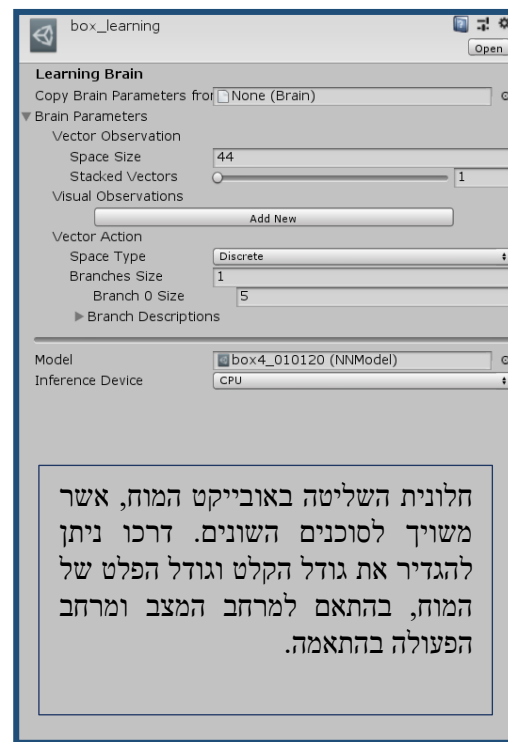 box_learning
Open
Learning Brain
Copy Brain Parameters fror None (Brain)
Brain Parameters
Vector Observation
Space Size 44
Stacked Vectors 1
Visual Observations
Add New
Vector Action
Space Type Discrete
Branches Size 1
Branch 0 Size 5
Branch Descriptions
Model box4_010120 (NNModel)
Inference Device CPU
חלונית השליטה באובייקט המוח, אשר
משויך לסוכנים השונים. דרכו ניתן
להגדיר את גודל הקלט וגודל הפלט של
המוח, בהתאם למרחב המצב ומרחב
הפעולה בהתאמה.